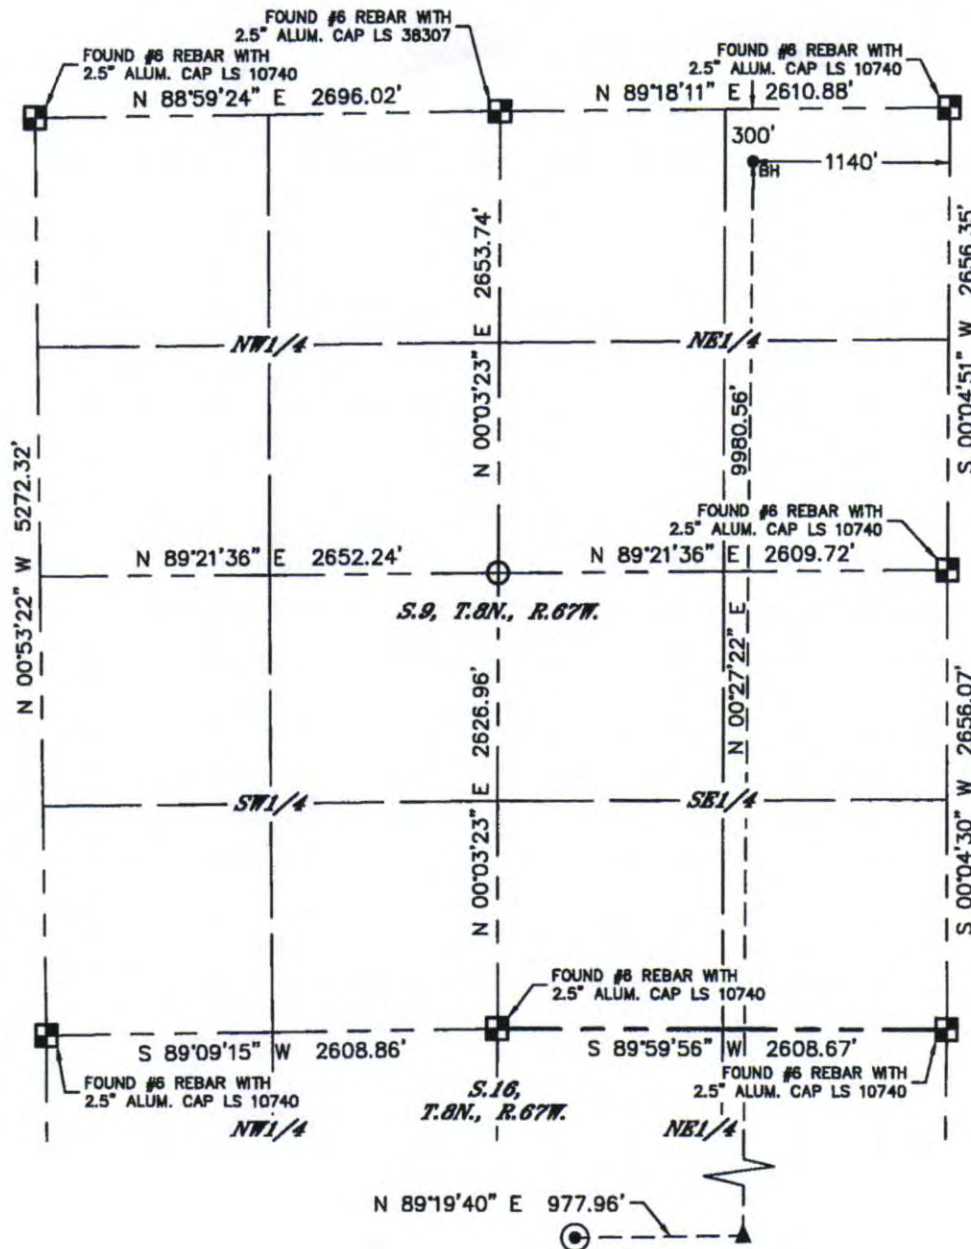 FOUND #6 REBAR WITH
2.5" ALUM. CAP LS 38307
FOUND #6 REBAR WITH
2.5" ALUM. CAP LS 10740
FOUND #6 REBAR WITH
2.5" ALUM. CAP LS 10740
N 88°59'24" E 2696.02'
N 89°18'11" E 2610.88'
300'
BH
1140'
N 00°03'23" E 2653.74'
S 00°04'51" W 2656.35'
NW1/4
NE1/4
9980.56'
N 00°53'22" W 5272.32'
FOUND #6 REBAR WITH
2.5" ALUM. CAP LS 10740
N 89°21'36" E 2652.24'
N 89°21'36" E 2609.72'
S.9, T.8N., R.67W.
N 00°27'22" E
N 00°03'23" E 2626.96'
S 00°04'30" W 2656.07'
SW1/4
SE1/4
FOUND #6 REBAR WITH
2.5" ALUM. CAP LS 10740
S 89°09'15" W 2608.86'
S 89°59'56" W 2608.67'
FOUND #6 REBAR WITH
2.5" ALUM. CAP LS 10740
FOUND #6 REBAR WITH
2.5" ALUM. CAP LS 10740
S.16,
T.8N., R.67W.
NW1/4
NE1/4
N 89°19'40" E 977.96'